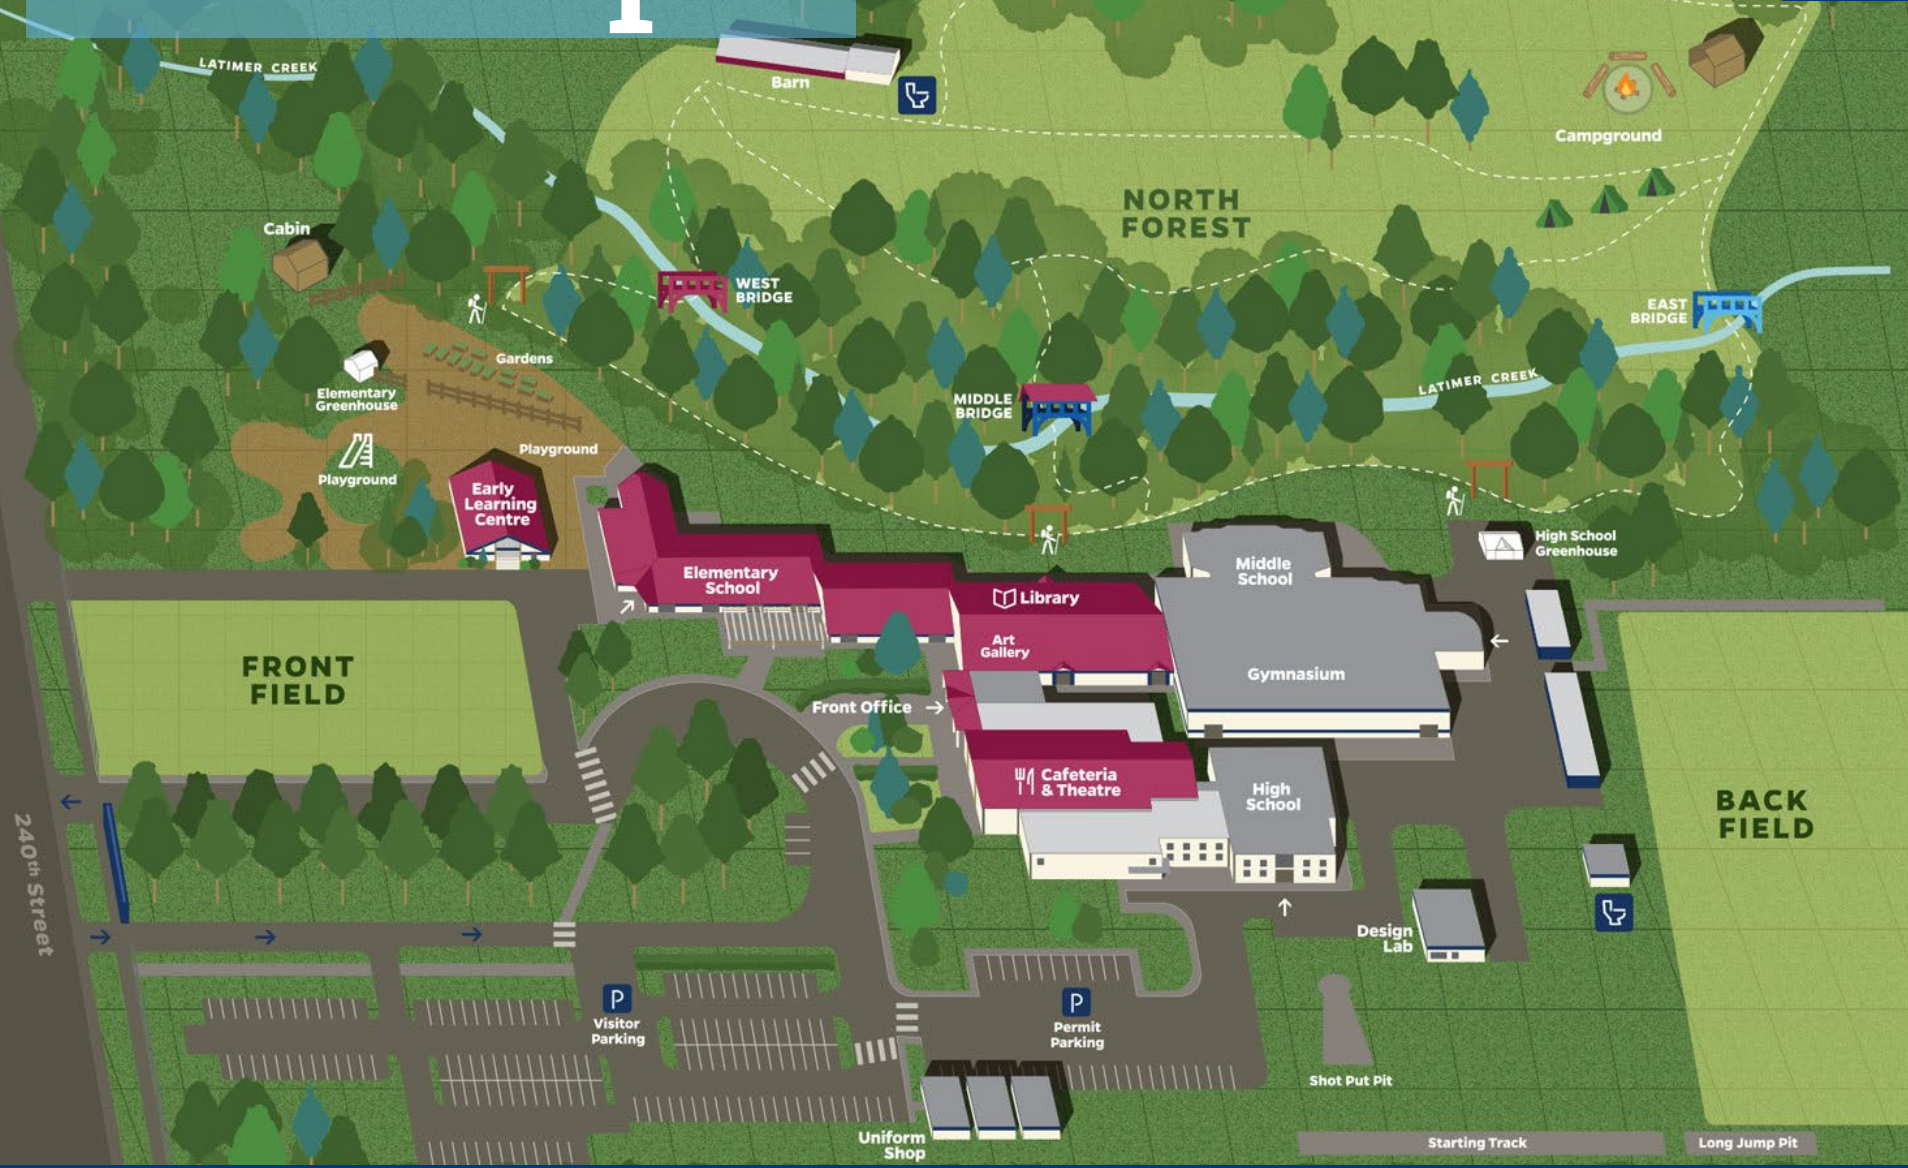 LATIMER CREEK
Barn
Campground
NORTH
FOREST
Cabin
WEST
BRIDGE
EAST
BRIDGE
Gardens
Elementary
Greenhouse
MIDDLE
BRIDGE
LATIMER CREEK
Playground
Playground
Early
Learning
Centre
High School
Greenhouse
Middle
School
Elementary
School
Library
Art
Gallery
Gymnasium
FRONT
FIELD
Front Office
Cafeteria
& Theatre
High
School
BACK
FIELD
240th Street
Design
Lab
P
Visitor
Parking
P
Permit
Parking
Shot Put Pit
Uniform
Shop
Starting Track
Long Jump Pit